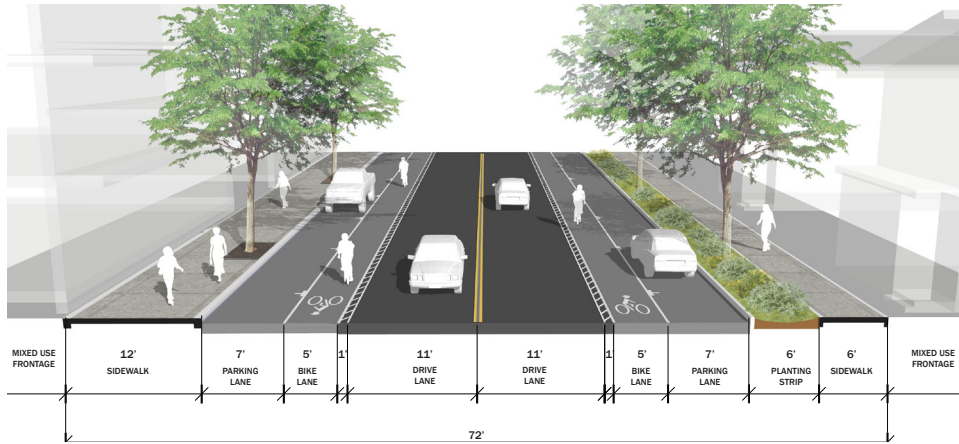 12' 7' 5' 1' 11' 11' 1' 5' 7' 6' 6'
MIXED USE FRONTAGE
SIDEWALK
PARKING LANE
BIKE LANE
DRIVE LANE
DRIVE LANE
BIKE LANE
PARKING LANE
PLANTING STRIP
SIDEWALK
MIXED USE FRONTAGE
72'